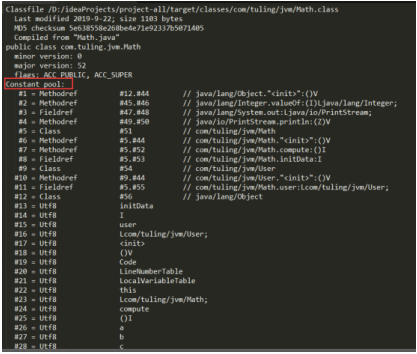 Classfile /D:/ideaProjects/project-all/target/classes/com/tuling/jvm/Math.class
Last modified 2019-9-22; size 1103 bytes
MD5 checksum 5e638558e268be4e71e92337b5071405
Compiled from "Math.java"
public class com.tuling.jvm.Math
minor version: 0
major version: 52
flags: ACC_PUBLIC, ACC_SUPER
Constant pool:
#1 = Methodref #12.#44 // java/lang/Object."<init>":()V
#2 = Methodref #45.#46 // java/lang/Integer.valueOf:(I)Ljava/lang/Integer;
#3 = Fieldref #47.#48 // java/lang/System.out:Ljava/io/PrintStream;
#4 = Methodref #49.#50 // java/io/PrintStream.println:(Z)V
#5 = Class #51 // com/tuling/jvm/Math
#6 = Methodref #5.#44 // com/tuling/jvm/Math."<init>":()V
#7 = Methodref #5.#52 // com/tuling/jvm/Math.compute:()I
#8 = Fieldref #5.#53 // com/tuling/jvm/Math.initData:I
#9 = Class #54 // com/tuling/jvm/User
#10 = Methodref #9.#44 // com/tuling/jvm/User."<init>":()V
#11 = Fieldref #5.#55 // com/tuling/jvm/Math.user:Lcom/tuling/jvm/User;
#12 = Class #56 // java/lang/Object
#13 = Utf8 initData
#14 = Utf8 I
#15 = Utf8 user
#16 = Utf8 Lcom/tuling/jvm/User;
#17 = Utf8 <init>
#18 = Utf8 ()V
#19 = Utf8 Code
#20 = Utf8 LineNumberTable
#21 = Utf8 LocalVariableTable
#22 = Utf8 this
#23 = Utf8 Lcom/tuling/jvm/Math;
#24 = Utf8 compute
#25 = Utf8 ()I
#26 = Utf8 a
#27 = Utf8 b
#28 = Utf8 c